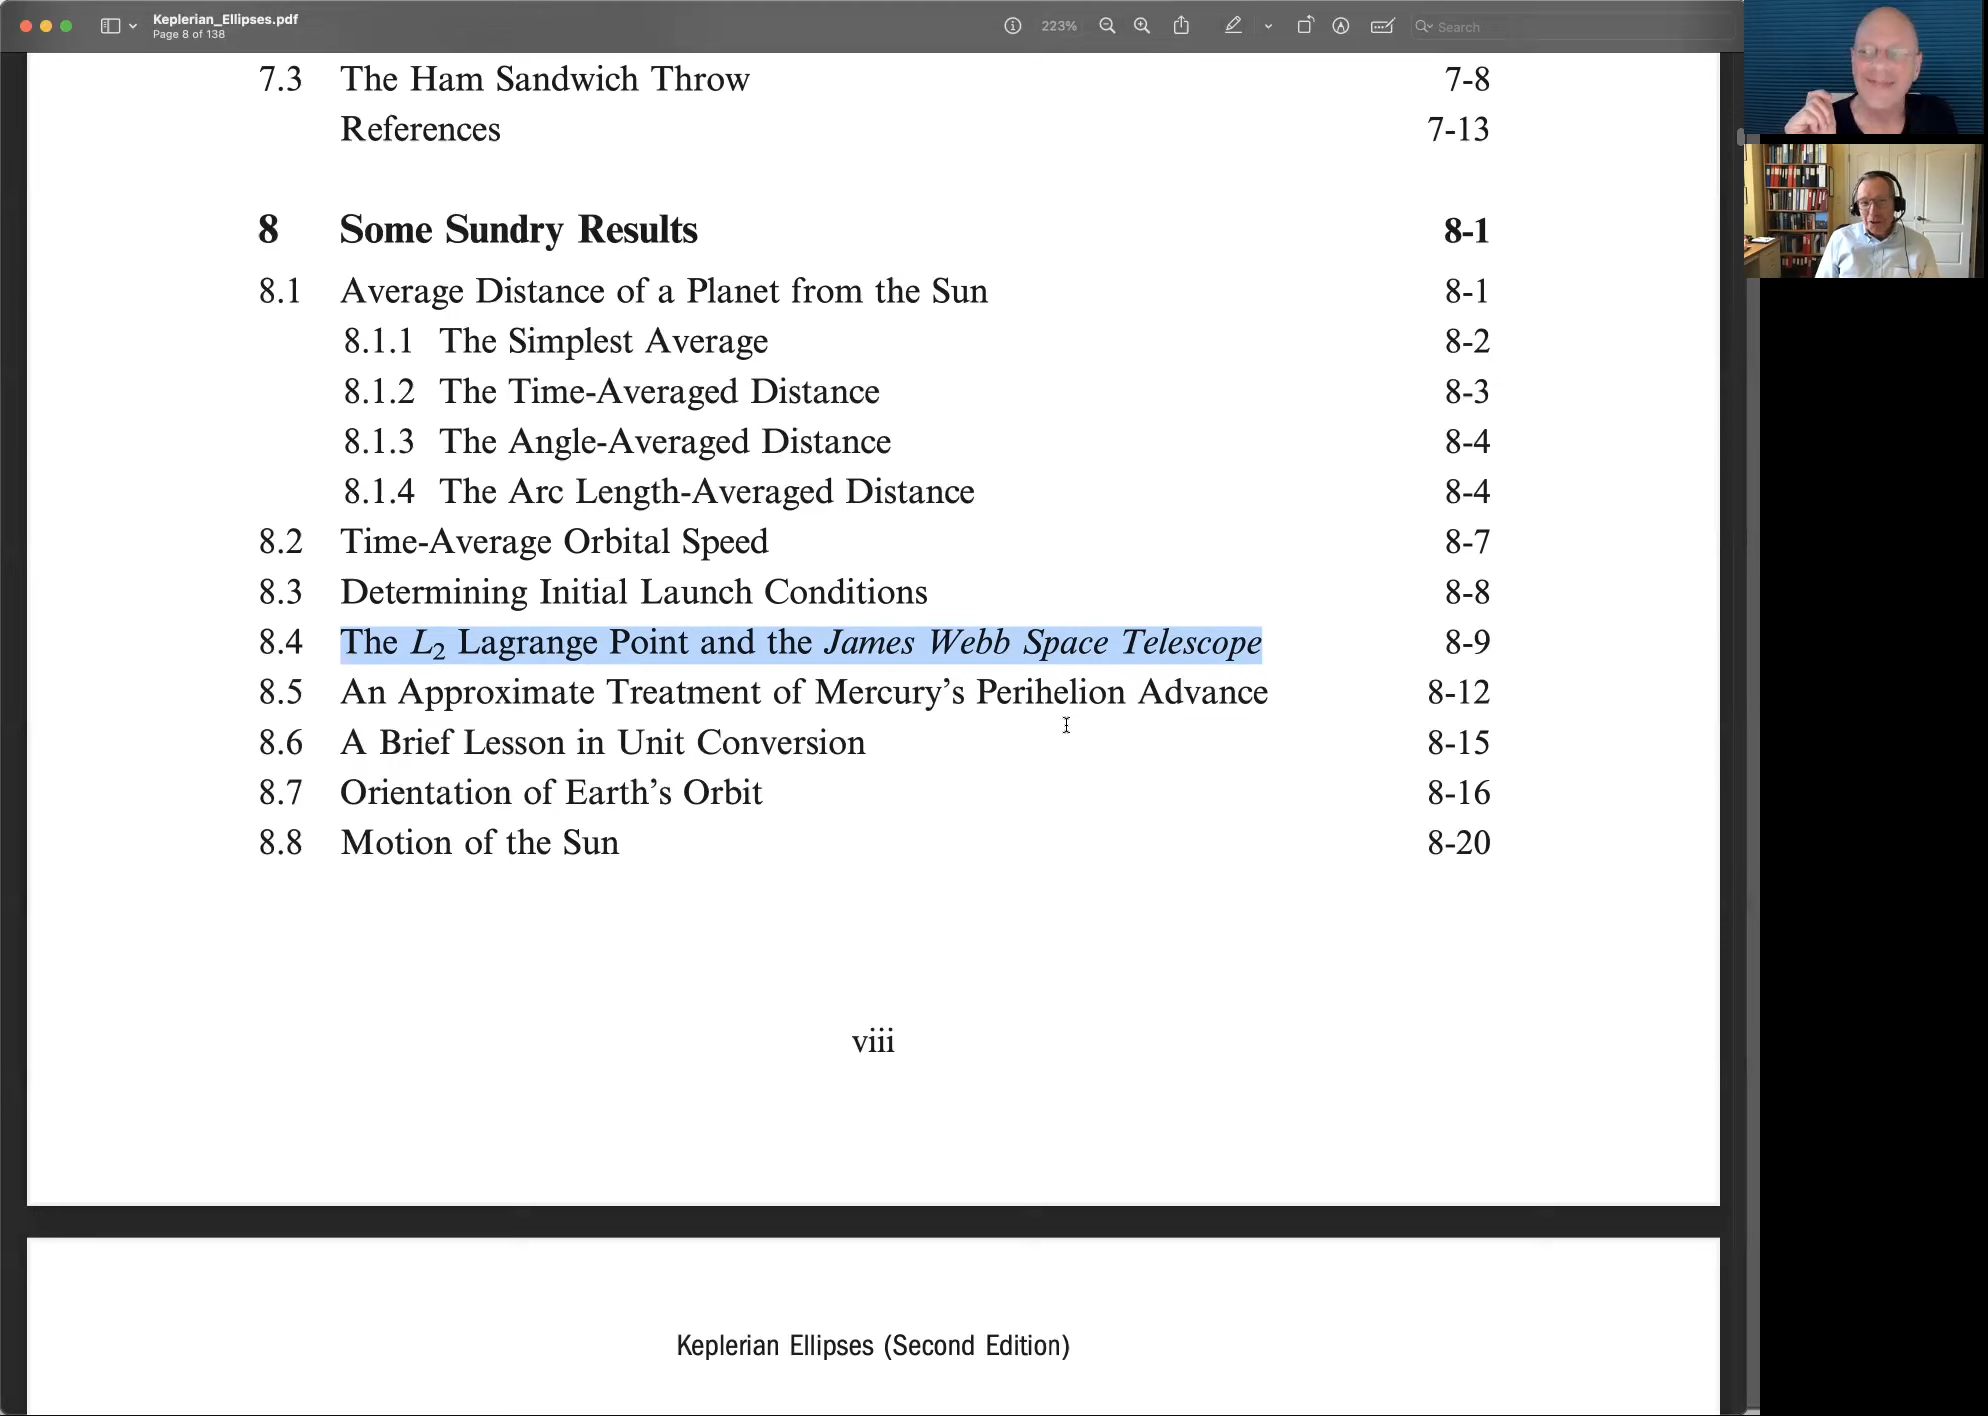 Keplerian_Ellipses.pdf
Page 8 of 138
223%
Search
7.3 The Ham Sandwich Throw 7-8
References 7-13
8 Some Sundry Results 8-1
8.1 Average Distance of a Planet from the Sun 8-1
8.1.1 The Simplest Average 8-2
8.1.2 The Time-Averaged Distance 8-3
8.1.3 The Angle-Averaged Distance 8-4
8.1.4 The Arc Length-Averaged Distance 8-4
8.2 Time-Average Orbital Speed 8-7
8.3 Determining Initial Launch Conditions 8-8
8.4 The L₂ Lagrange Point and the James Webb Space Telescope 8-9
8.5 An Approximate Treatment of Mercury’s Perihelion Advance 8-12
8.6 A Brief Lesson in Unit Conversion 8-15
8.7 Orientation of Earth’s Orbit 8-16
8.8 Motion of the Sun 8-20
viii
Keplerian Ellipses (Second Edition)